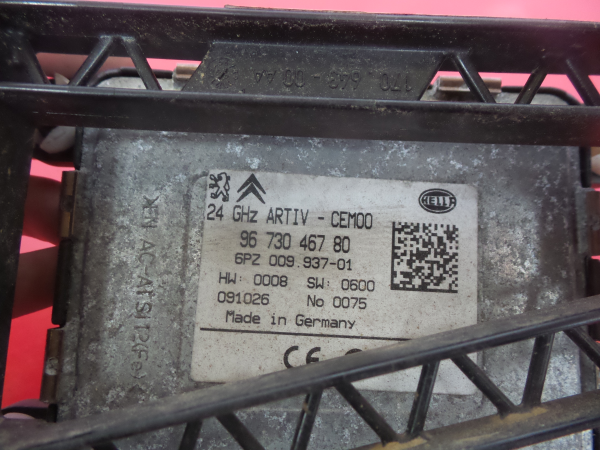 24 GHz ARTIV - CEM00
HELLA
96 730 467 80
6PZ 009.937-01
HW: 0008 SW: 0600
091026 No 0075
Made in Germany
CE